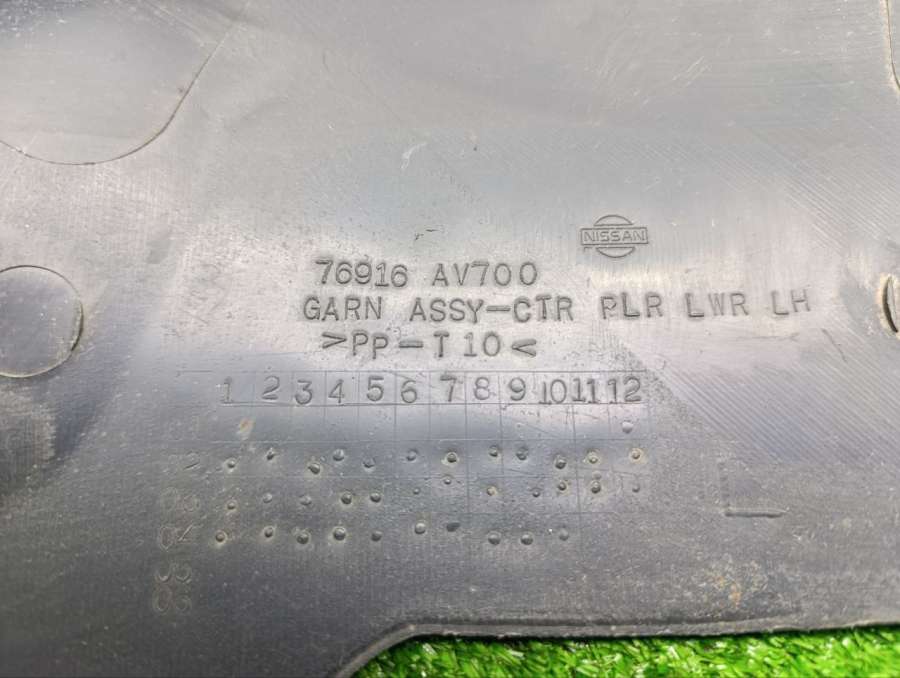 NISSAN
76916 AV700
GARN ASSY-CTR PLR LWR LH
>PP-T10<
1 2 3 4 5 6 7 8 9 10 11 12